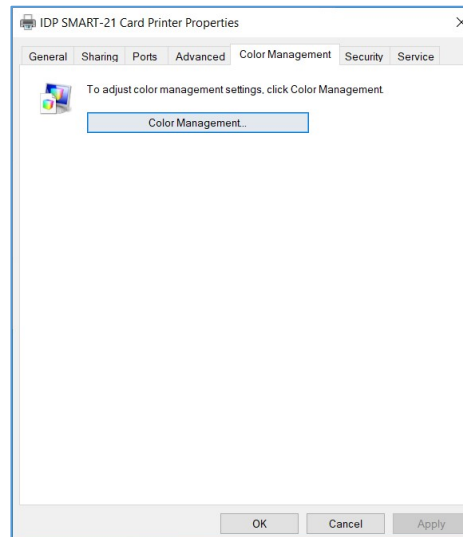 IDP SMART-21 Card Printer Properties
General Sharing Ports Advanced Color Management Security Service
To adjust color management settings, click Color Management.
Color Management...
OK Cancel Apply